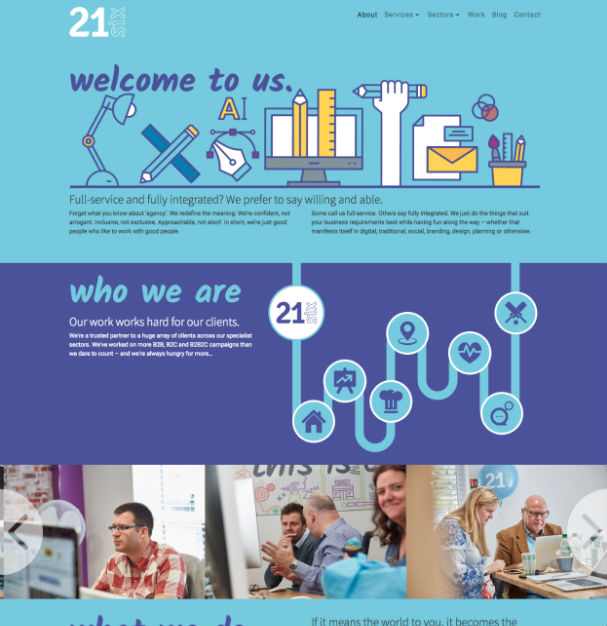 21
six
About Services Sectors Work Blog Contact
welcome to us.
AI
Full-service and fully integrated? We prefer to say willing and able.
Forget what you know about 'agency'. We redefine the meaning: We're confident, not
arrogant. Inclusive, not exclusive. Approachable, not aloof. In short, we're just good
people who like to work with good people.
Some call us full-service. Others say fully integrated. We just do the things that suit
your business requirements best while having fun along the way – whether that
manifests itself in digital, traditional, social, branding, design, planning or otherwise.
who we are
Our work works hard for our clients.
We're a trusted partner to a huge array of clients across our specialist
sectors. We've worked on more B2B, B2C and B2B2C campaigns than
we dare to count – and we're always hungry for more...
21
six
this is
21
what we do
If it means the world to you, it becomes the